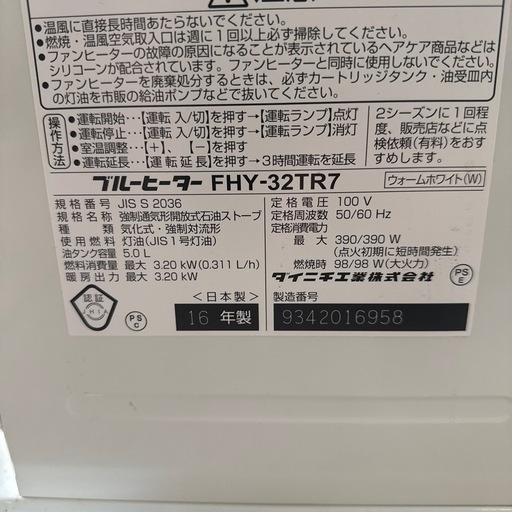 ●温風に直接長時間あたらないでください。
●燃焼・温風空気取入口は週に1回以上必ず掃除してください。
●ファンヒーターの故障の原因になることが表示されているヘアケア商品などは
シリコーンが配合されています。ファンヒーターと同時に使用しないでください。
●ファンヒーターを廃棄処分するときは、必ずカートリッジタンク・油受皿内
の灯油を市販の給油ポンプなどで抜いてください。
操作方法
●運転開始…【運転 入/切】を押す→【運転ランプ】点灯
●運転停止…【運転 入/切】を押す→【運転ランプ】消灯
●室温調整…【+】、【-】を押す
●運転延長…【運転延長】を押す→3時間運転を延長
2シーズンに1回程
度、販売店などに点
検依頼(有料)をおす
すめします。
ブルーヒーター FHY-32TR7
ウォームホワイト(W)
規格番号 JIS S 2036
規格名称 強制通気形開放式石油ストーブ
種類 気化式・強制対流形
使用燃料 灯油(JIS1号灯油)
油タンク容量 5.0 L
燃料消費量 最大 3.20 kW(0.311 L/h)
暖房出力 最大 3.20 kW
定格電圧 100 V
定格周波数 50/60 Hz
定格消費電力
最大 390/390 W
(点火初期に短時間発生)
燃焼時 98/98 W(大火力)
ダイニチ工業株式会社
PS
E
認証
JHIA
PS
C
<日本製>
16 年製
製造番号
9342016958